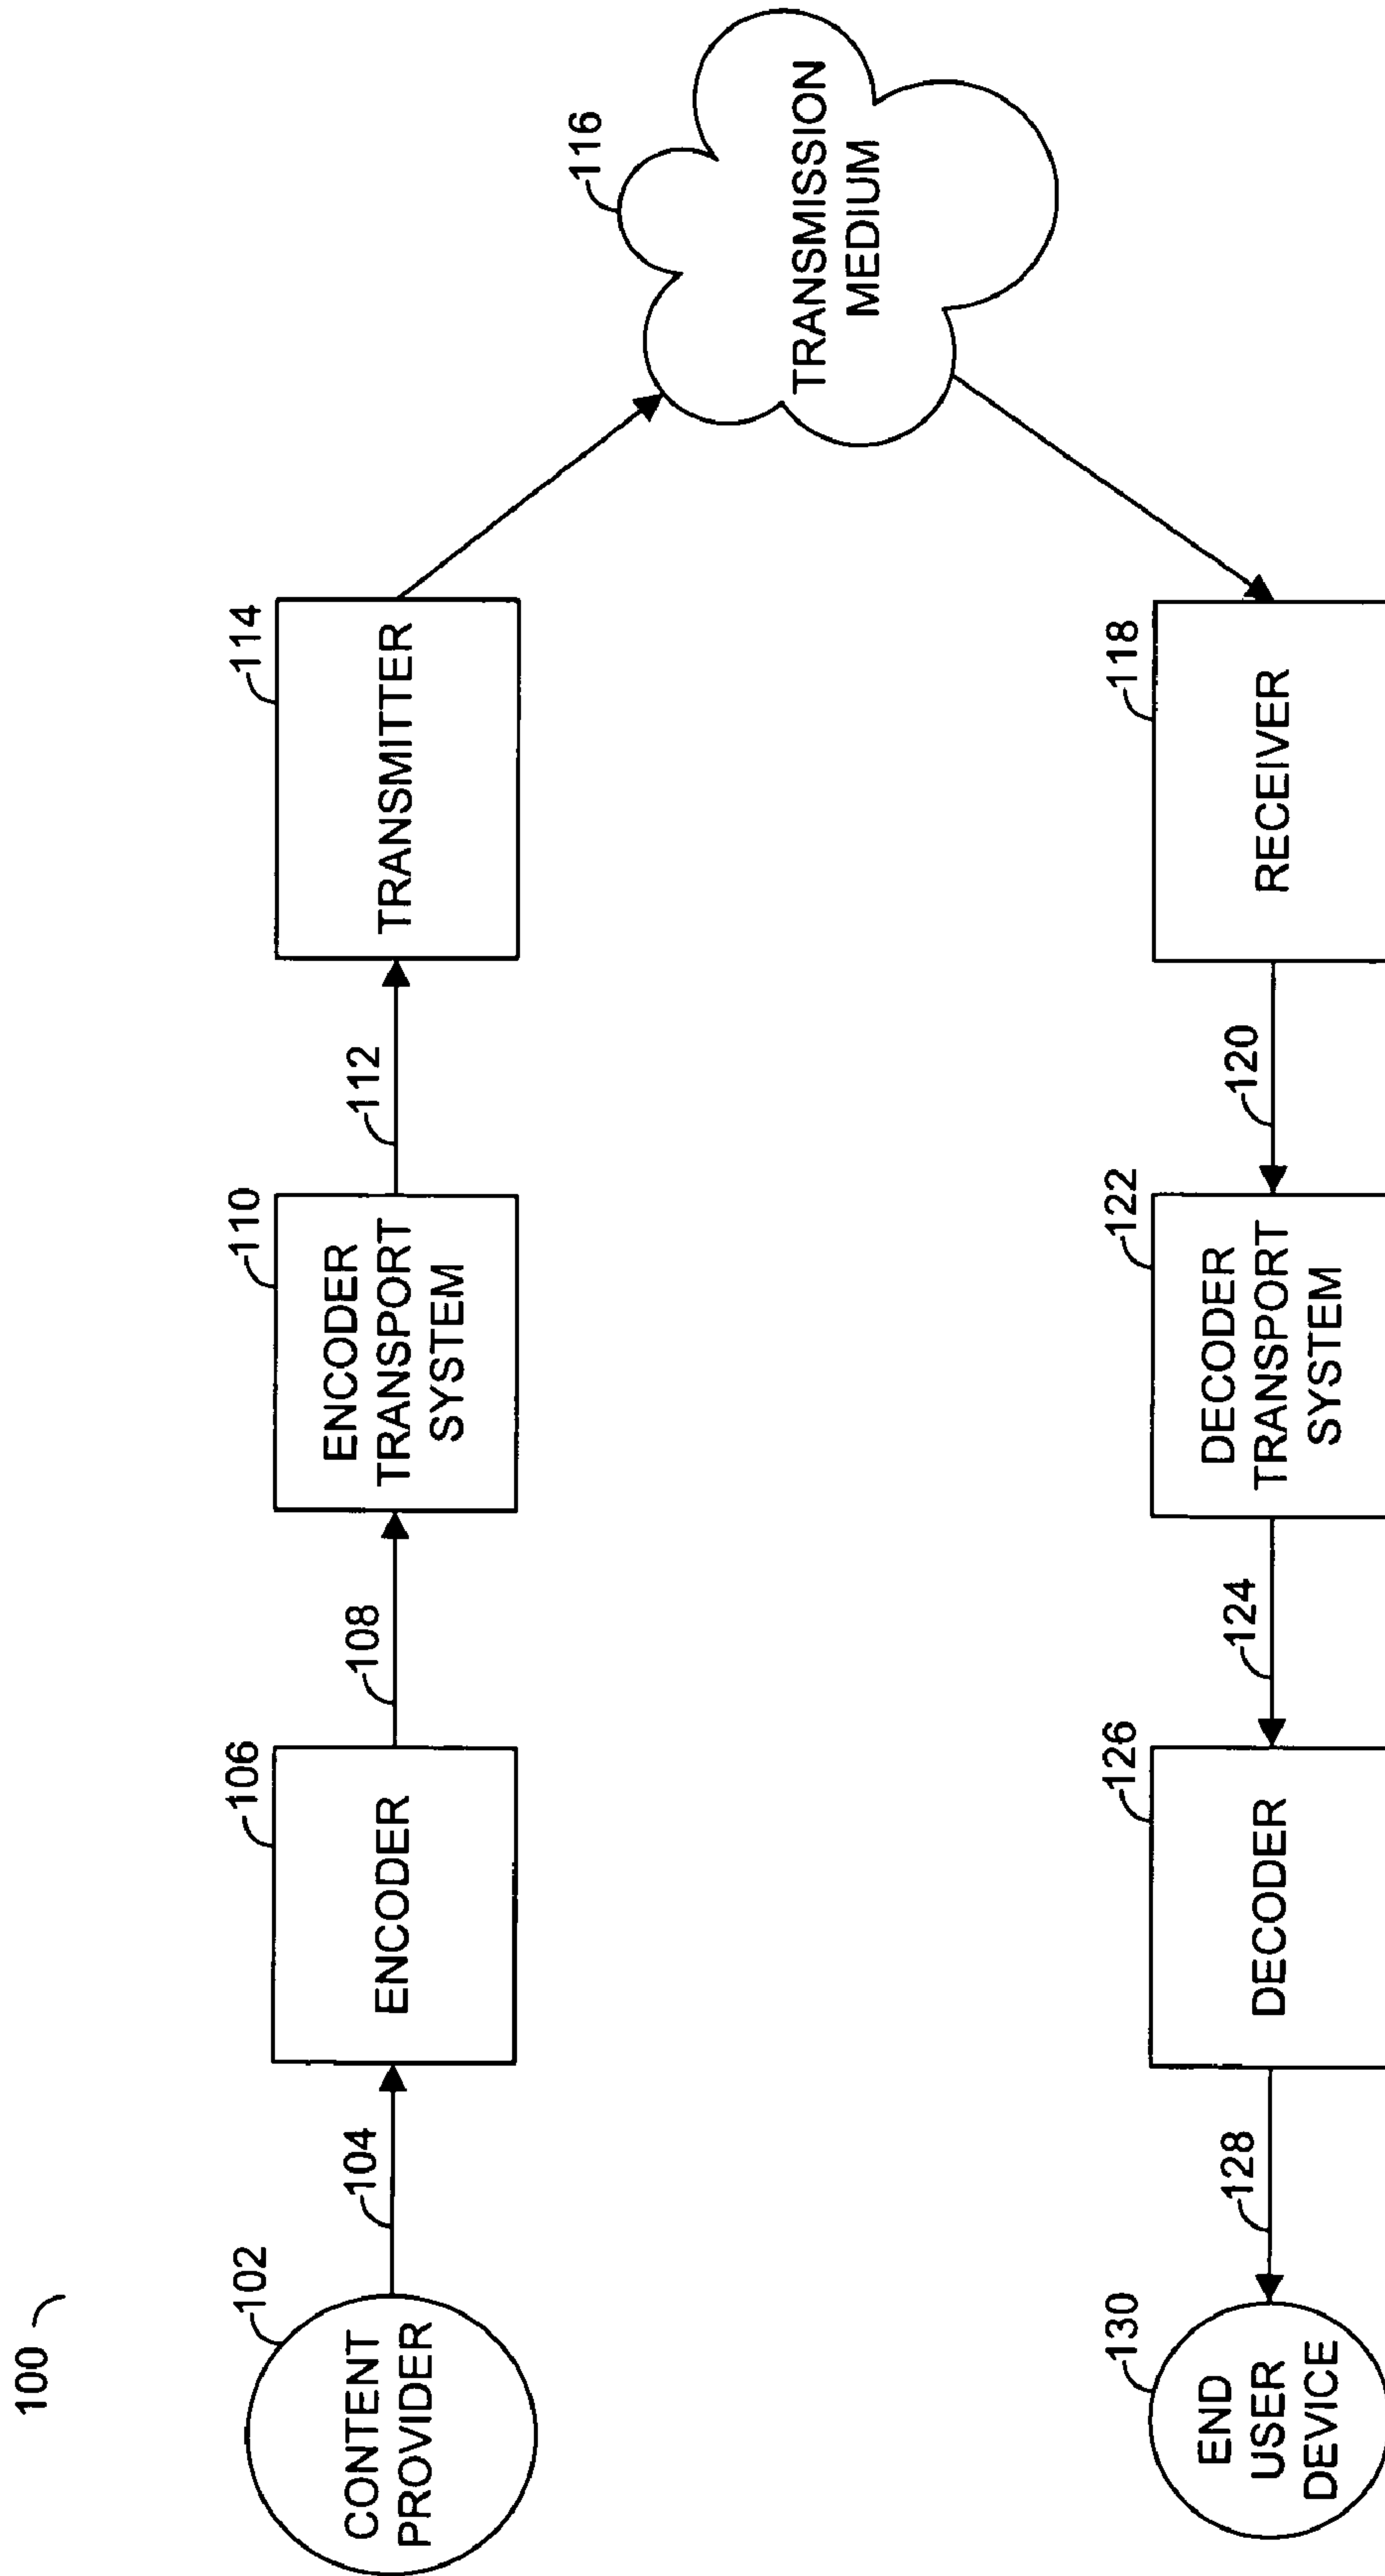 100
102
CONTENT
PROVIDER
104
106
ENCODER
108
110
ENCODER
TRANSPORT
SYSTEM
112
114
TRANSMITTER
116
TRANSMISSION
MEDIUM
118
RECEIVER
120
122
DECODER
TRANSPORT
SYSTEM
124
126
DECODER
128
130
END
USER
DEVICE